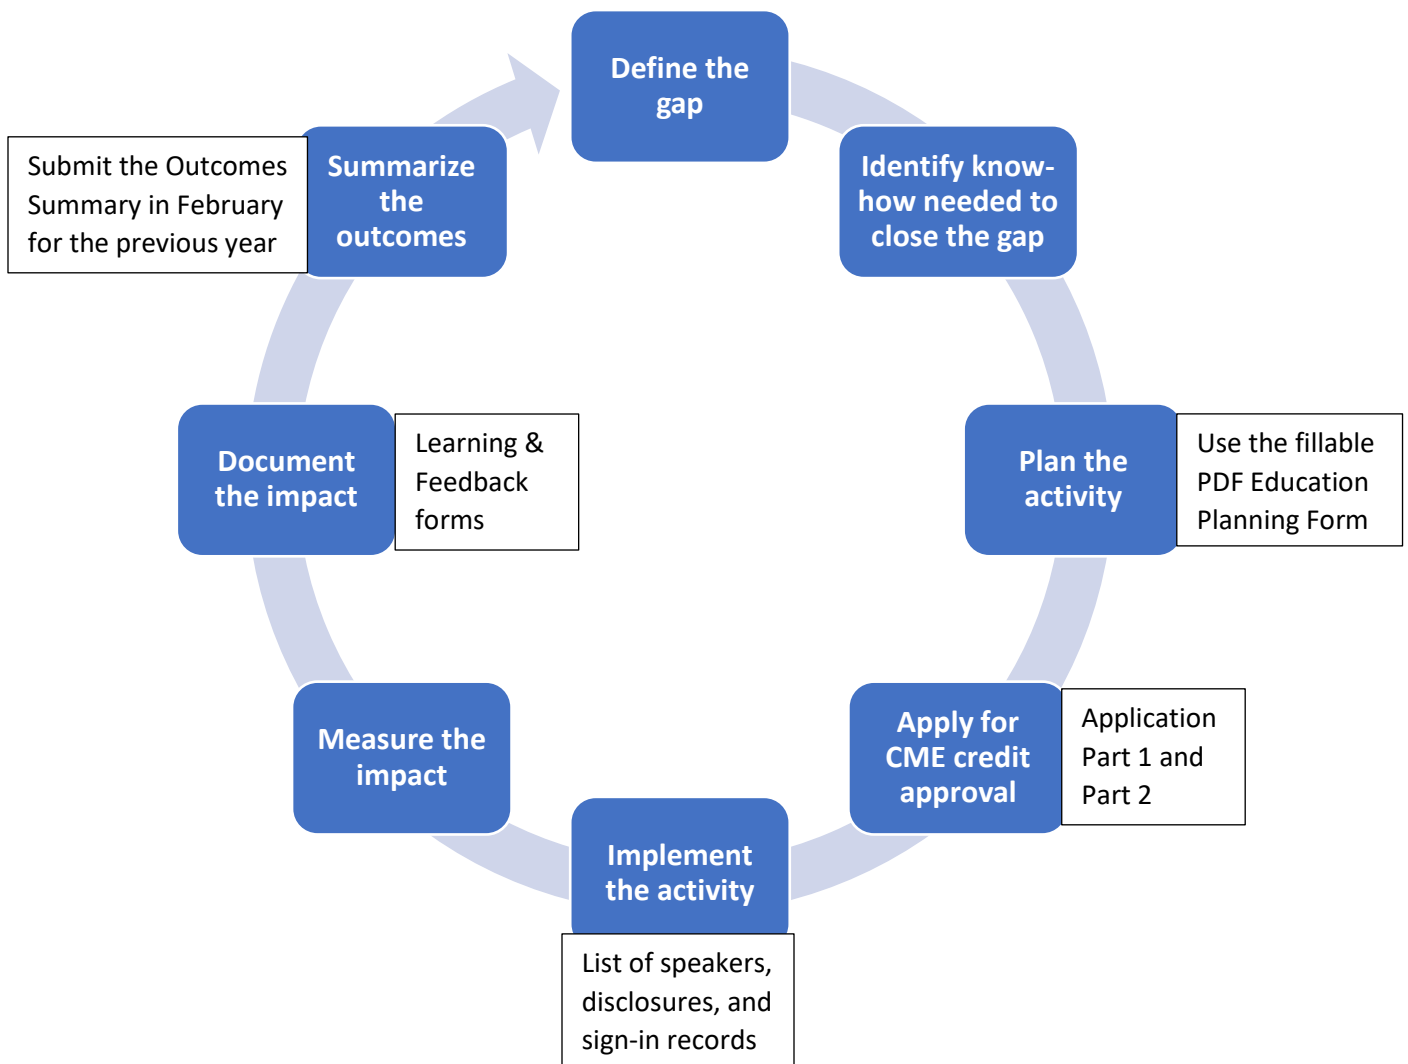 Define the
gap
Identify know-
how needed to
close the gap
Plan the
activity
Use the fillable
PDF Education
Planning Form
Apply for
CME credit
approval
Application
Part 1 and
Part 2
Implement
the activity
List of speakers,
disclosures, and
sign-in records
Measure the
impact
Document
the impact
Learning &
Feedback
forms
Summarize
the
outcomes
Submit the Outcomes
Summary in February
for the previous year